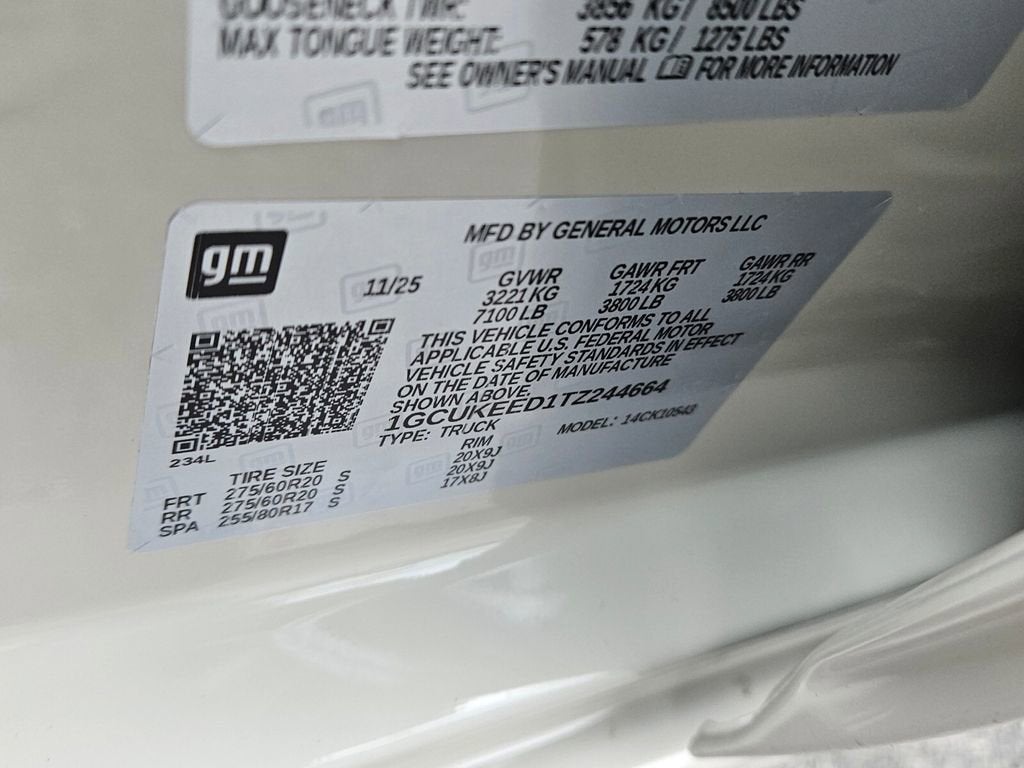 GOOSENECK TWR: 3856 KG / 8500 LBS
MAX TONGUE WEIGHT: 578 KG / 1275 LBS
SEE OWNER'S MANUAL FOR MORE INFORMATION
gm
MFD BY GENERAL MOTORS LLC
11/25 GVWR GAWR FRT GAWR RR
3221 KG 1724 KG 1724 KG
7100 LB 3800 LB 3800 LB
THIS VEHICLE CONFORMS TO ALL
APPLICABLE U.S. FEDERAL MOTOR
VEHICLE SAFETY STANDARDS IN EFFECT
ON THE DATE OF MANUFACTURE
SHOWN ABOVE.
1GCUKEED1TZ244664
TYPE: TRUCK MODEL: 14CK10543
234L
TIRE SIZE RIM
FRT 275/60R20 S 20X9J
RR 275/60R20 S 20X9J
SPA 255/80R17 S 17X8J